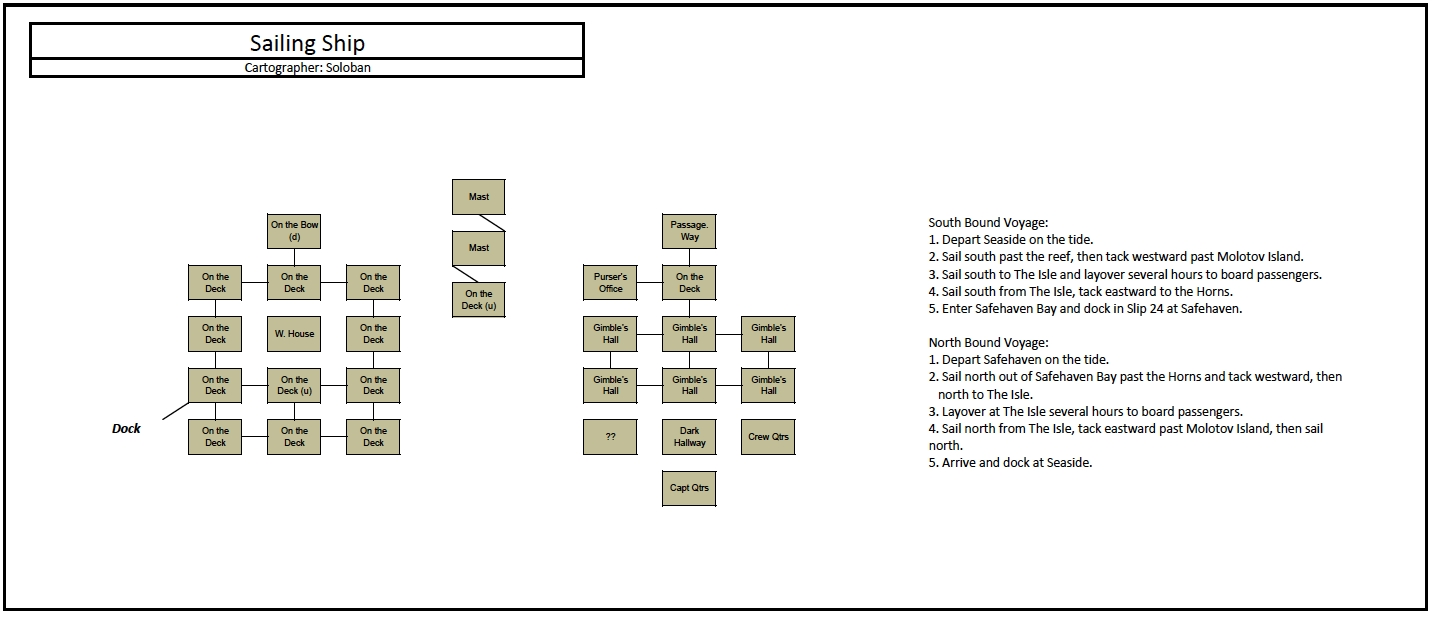 Sailing Ship
Cartographer: Soloban
Mast
On the Bow
(d)
Mast
On the
Deck (u)
On the
Deck
On the
Deck
On the
Deck
On the
Deck
W. House
On the
Deck
On the
Deck
On the
Deck (u)
On the
Deck
Dock
On the
Deck
On the
Deck
On the
Deck
Passage.
Way
Purser's
Office
On the
Deck
Gimble's
Hall
Gimble's
Hall
Gimble's
Hall
Gimble's
Hall
Gimble's
Hall
Gimble's
Hall
??
Dark
Hallway
Crew Qtrs
Capt Qtrs
South Bound Voyage:
1. Depart Seaside on the tide.
2. Sail south past the reef, then tack westward past Molotov Island.
3. Sail south to The Isle and layover several hours to board passengers.
4. Sail south from The Isle, tack eastward to the Horns.
5. Enter Safehaven Bay and dock in Slip 24 at Safehaven.
North Bound Voyage:
1. Depart Safehaven on the tide.
2. Sail north out of Safehaven Bay past the Horns and tack westward, then
north to The Isle.
3. Layover at The Isle several hours to board passengers.
4. Sail north from The Isle, tack eastward past Molotov Island, then sail
north.
5. Arrive and dock at Seaside.